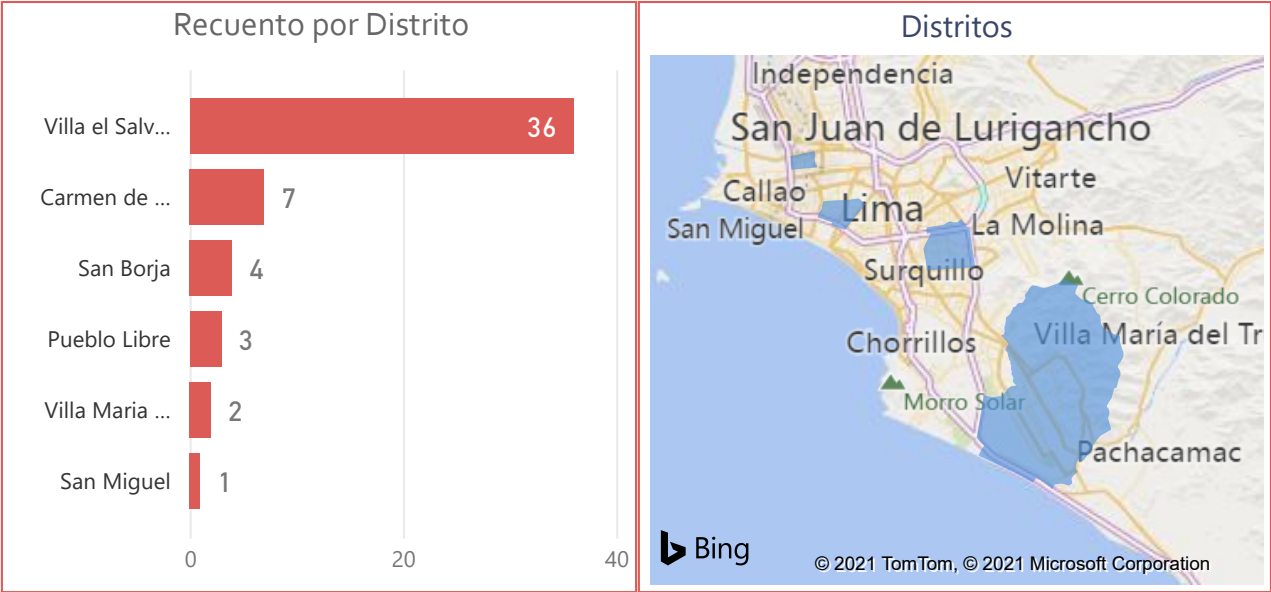 Recuento por Distrito
Villa el Salv...
36
Carmen de ...
7
San Borja
4
Pueblo Libre
3
Villa Maria ...
2
San Miguel
1
0 20 40
Distritos
Independencia
San Juan de Lurigancho
Vitarte
Callao
Lima
San Miguel
La Molina
Surquillo
Cerro Colorado
Villa María del Tr
Chorrillos
Morro Solar
Pachacamac
Bing
© 2021 TomTom, © 2021 Microsoft Corporation